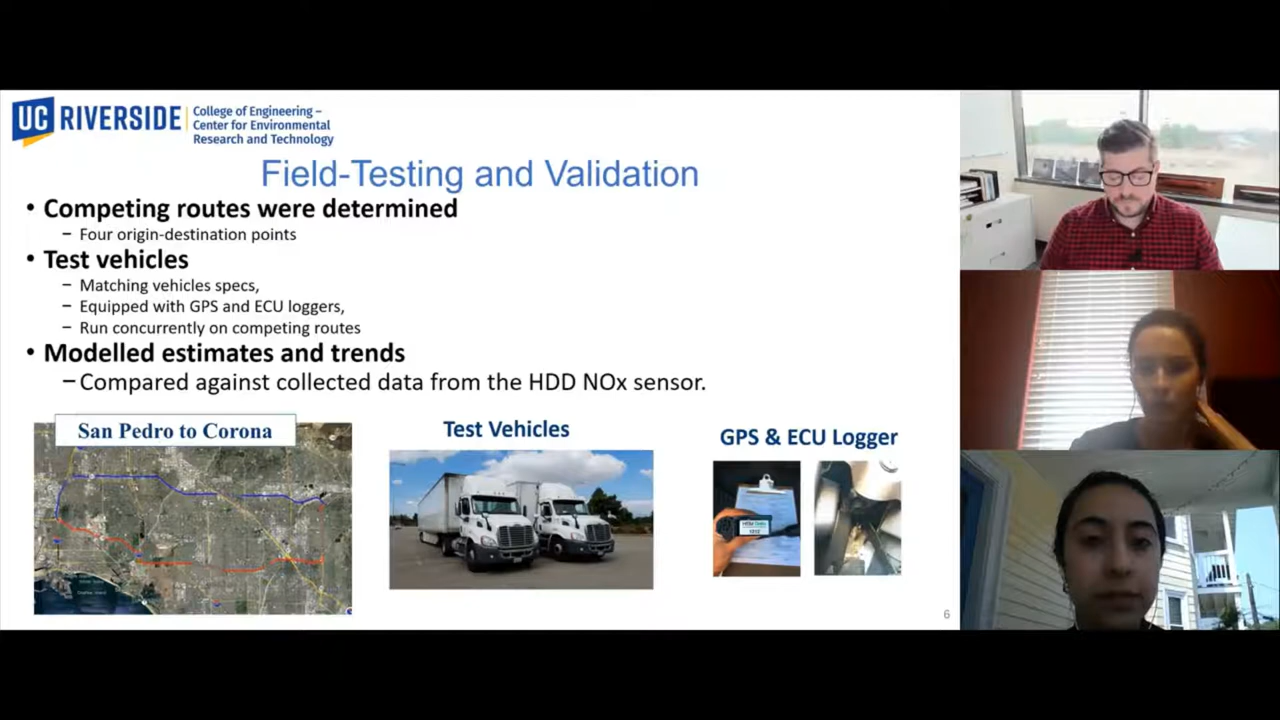 UC RIVERSIDE
College of Engineering –
Center for Environmental
Research and Technology
Field-Testing and Validation
• Competing routes were determined
– Four origin-destination points
• Test vehicles
– Matching vehicles specs,
– Equipped with GPS and ECU loggers,
– Run concurrently on competing routes
• Modelled estimates and trends
– Compared against collected data from the HDD NOx sensor.
San Pedro to Corona
Test Vehicles
GPS & ECU Logger
6